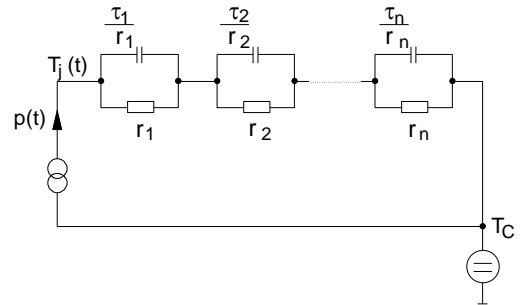 τ1 τ2 τn
r1 r2 rn
Tj (t)
r1 r2 rn
p(t)
TC